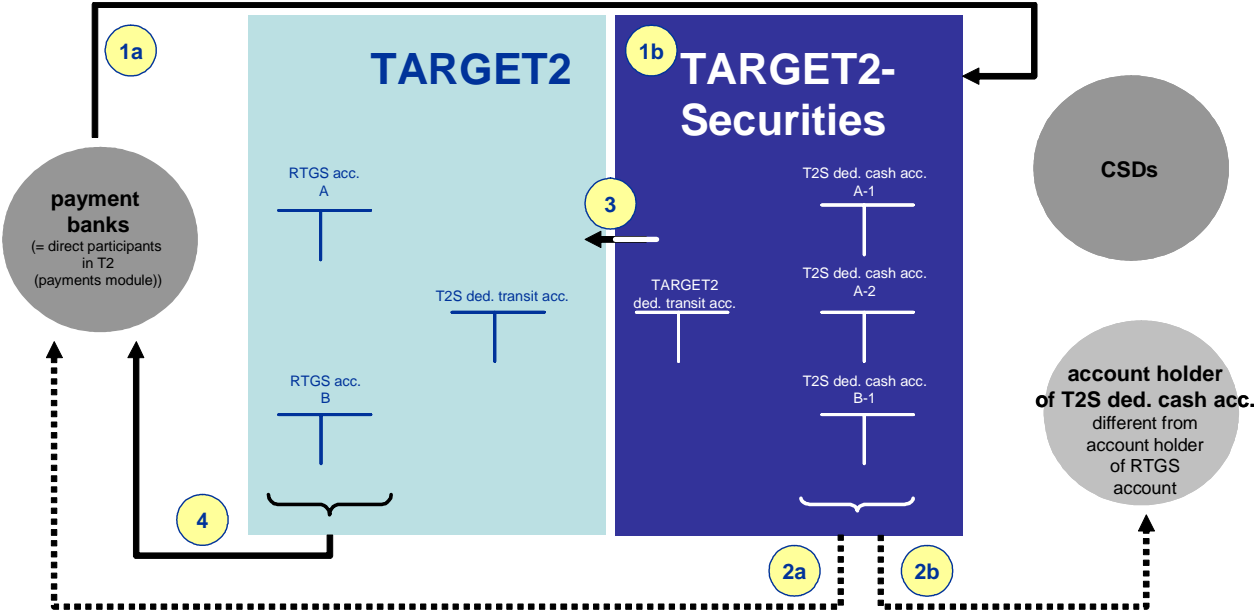 1a
TARGET2
1b
TARGET2-
Securities
payment
banks
(= direct participants
in T2
(payments module))
RTGS acc.
A
3
T2S ded. cash acc.
A-1
CSDs
T2S ded. transit acc.
TARGET2
ded. transit acc.
T2S ded. cash acc.
A-2
RTGS acc.
B
T2S ded. cash acc.
B-1
account holder
of T2S ded. cash acc.
different from
account holder
of RTGS
account
4
2a
2b